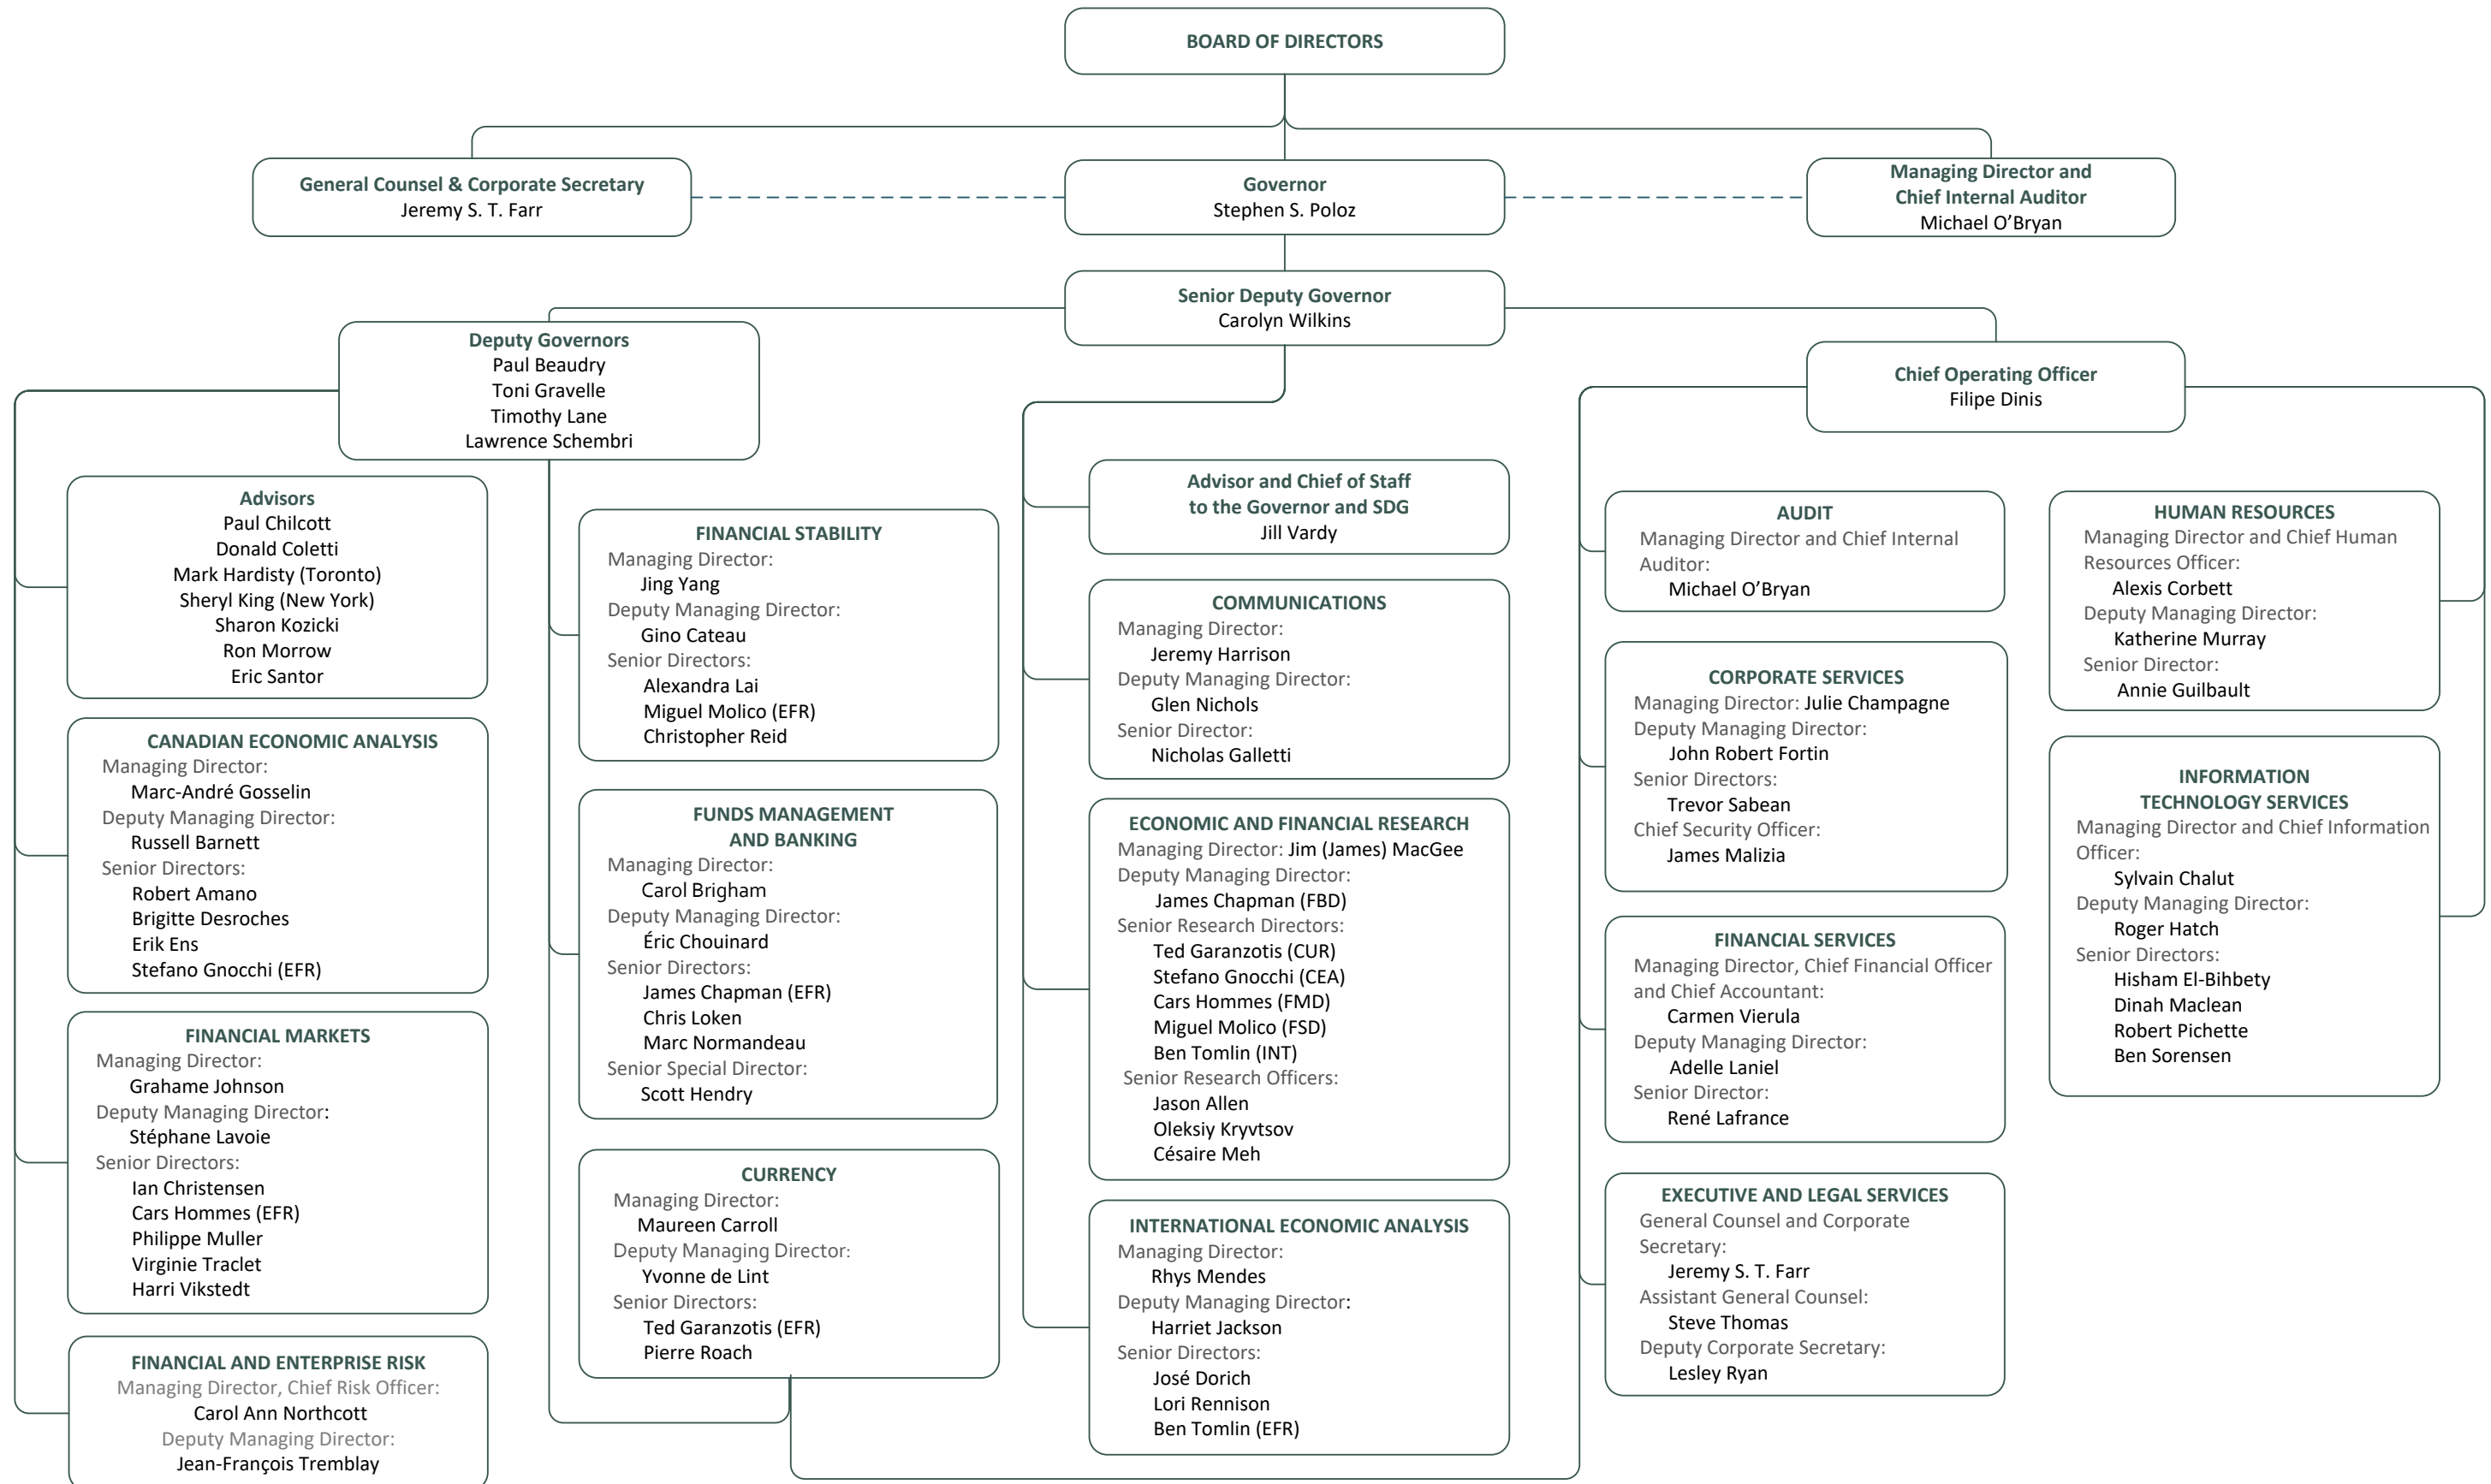 BOARD OF DIRECTORS
General Counsel & Corporate Secretary
Jeremy S. T. Farr
Governor
Stephen S. Poloz
Managing Director and
Chief Internal Auditor
Michael O’Bryan
Senior Deputy Governor
Carolyn Wilkins
Deputy Governors
Paul Beaudry
Toni Gravelle
Timothy Lane
Lawrence Schembri
Chief Operating Officer
Filipe Dinis
Advisors
Paul Chilcott
Donald Coletti
Mark Hardisty (Toronto)
Sheryl King (New York)
Sharon Kozicki
Ron Morrow
Eric Santor
CANADIAN ECONOMIC ANALYSIS
Managing Director:
Marc-André Gosselin
Deputy Managing Director:
Russell Barnett
Senior Directors:
Robert Amano
Brigitte Desroches
Erik Ens
Stefano Gnocchi (EFR)
FINANCIAL MARKETS
Managing Director:
Grahame Johnson
Deputy Managing Director:
Stéphane Lavoie
Senior Directors:
Ian Christensen
Cars Hommes (EFR)
Philippe Muller
Virginie Traclet
Harri Vikstedt
FINANCIAL AND ENTERPRISE RISK
Managing Director, Chief Risk Officer:
Carol Ann Northcott
Deputy Managing Director:
Jean-François Tremblay
FINANCIAL STABILITY
Managing Director:
Jing Yang
Deputy Managing Director:
Gino Cateau
Senior Directors:
Alexandra Lai
Miguel Molico (EFR)
Christopher Reid
FUNDS MANAGEMENT
AND BANKING
Managing Director:
Carol Brigham
Deputy Managing Director:
Éric Chouinard
Senior Directors:
James Chapman (EFR)
Chris Loken
Marc Normandeau
Senior Special Director:
Scott Hendry
CURRENCY
Managing Director:
Maureen Carroll
Deputy Managing Director:
Yvonne de Lint
Senior Directors:
Ted Garanzotis (EFR)
Pierre Roach
Advisor and Chief of Staff
to the Governor and SDG
Jill Vardy
COMMUNICATIONS
Managing Director:
Jeremy Harrison
Deputy Managing Director:
Glen Nichols
Senior Director:
Nicholas Galletti
ECONOMIC AND FINANCIAL RESEARCH
Managing Director: Jim (James) MacGee
Deputy Managing Director:
James Chapman (FBD)
Senior Research Directors:
Ted Garanzotis (CUR)
Stefano Gnocchi (CEA)
Cars Hommes (FMD)
Miguel Molico (FSD)
Ben Tomlin (INT)
Senior Research Officers:
Jason Allen
Oleksiy Kryvtsov
Césaire Meh
INTERNATIONAL ECONOMIC ANALYSIS
Managing Director:
Rhys Mendes
Deputy Managing Director:
Harriet Jackson
Senior Directors:
José Dorich
Lori Rennison
Ben Tomlin (EFR)
AUDIT
Managing Director and Chief Internal
Auditor:
Michael O’Bryan
CORPORATE SERVICES
Managing Director: Julie Champagne
Deputy Managing Director:
John Robert Fortin
Senior Directors:
Trevor Sabean
Chief Security Officer:
James Malizia
FINANCIAL SERVICES
Managing Director, Chief Financial Officer
and Chief Accountant:
Carmen Vierula
Deputy Managing Director:
Adelle Laniel
Senior Director:
René Lafrance
EXECUTIVE AND LEGAL SERVICES
General Counsel and Corporate
Secretary:
Jeremy S. T. Farr
Assistant General Counsel:
Steve Thomas
Deputy Corporate Secretary:
Lesley Ryan
HUMAN RESOURCES
Managing Director and Chief Human
Resources Officer:
Alexis Corbett
Deputy Managing Director:
Katherine Murray
Senior Director:
Annie Guilbault
INFORMATION
TECHNOLOGY SERVICES
Managing Director and Chief Information
Officer:
Sylvain Chalut
Deputy Managing Director:
Roger Hatch
Senior Directors:
Hisham El-Bihbety
Dinah Maclean
Robert Pichette
Ben Sorensen